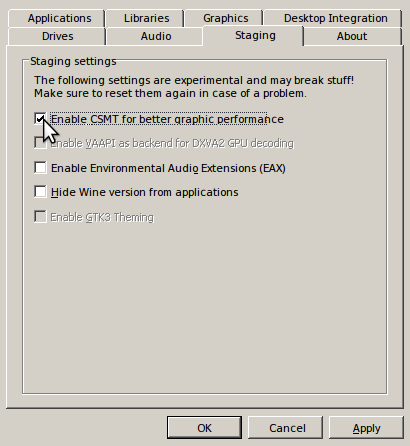 Applications Libraries Graphics Desktop Integration
Drives Audio Staging About
Staging settings
The following settings are experimental and may break stuff!
Make sure to reset them again in case of a problem.
Enable CSMT for better graphic performance
Enable VAAPI as backend for DXVA2 GPU decoding
Enable Environmental Audio Extensions (EAX)
Hide Wine version from applications
Enable GTK3 Theming
OK Cancel Apply